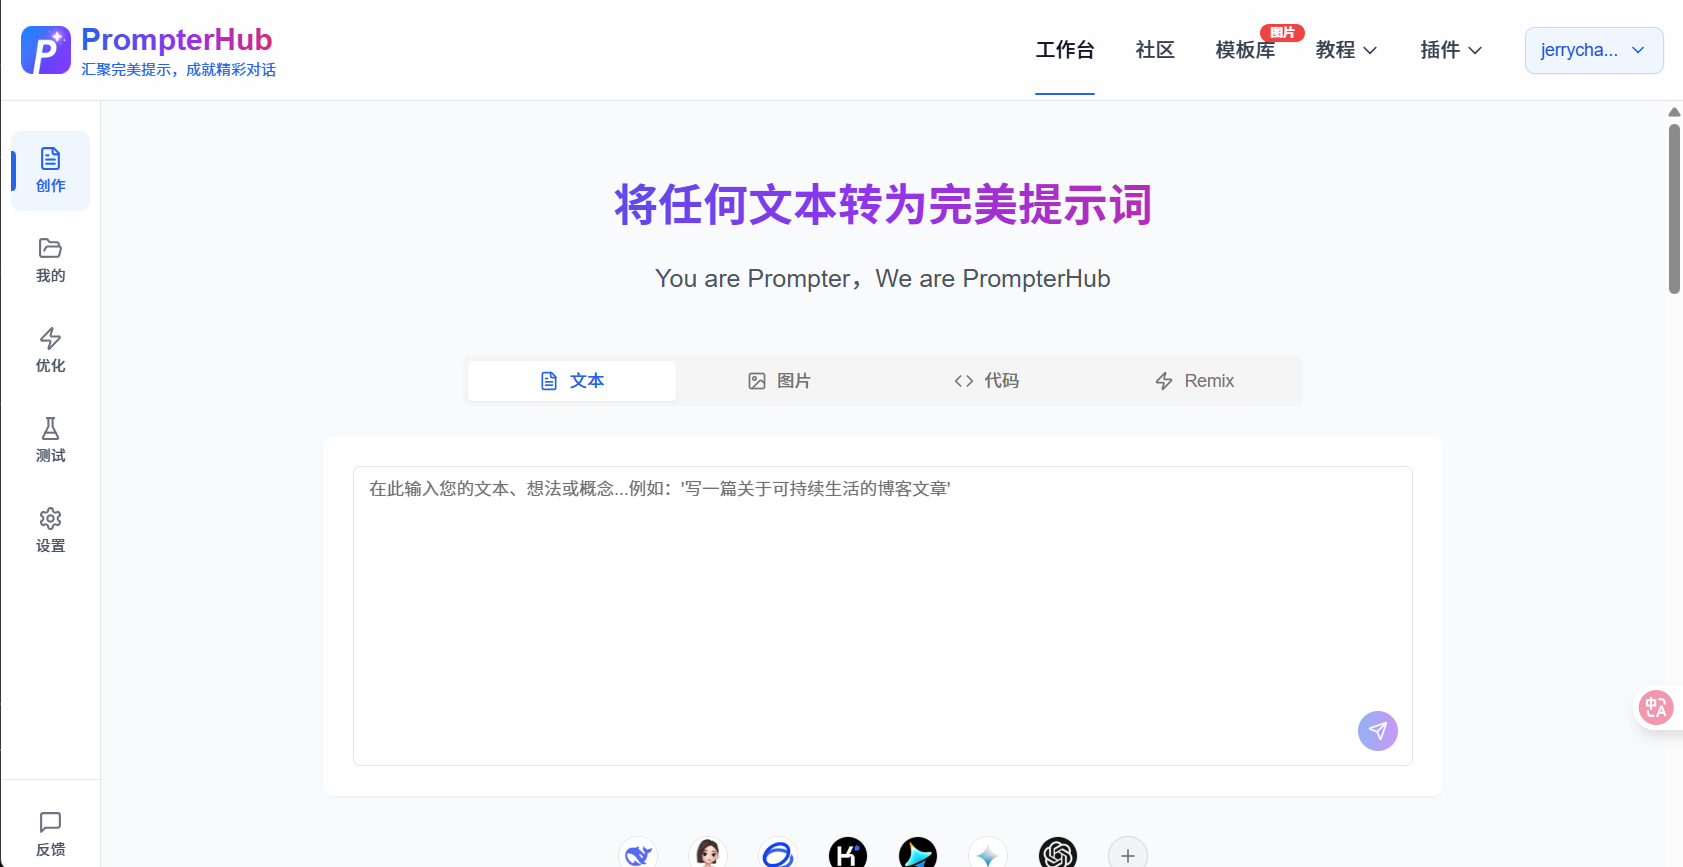 PrompterHub
汇聚完美提示，成就精彩对话
工作台
社区
模板库
图片
教程
插件
jerrycha...
创作
我的
优化
测试
设置
反馈
将任何文本转为完美提示词
You are Prompter，We are PrompterHub
文本
图片
代码
Remix
在此输入您的文本、想法或概念...例如：'写一篇关于可持续生活的博客文章'